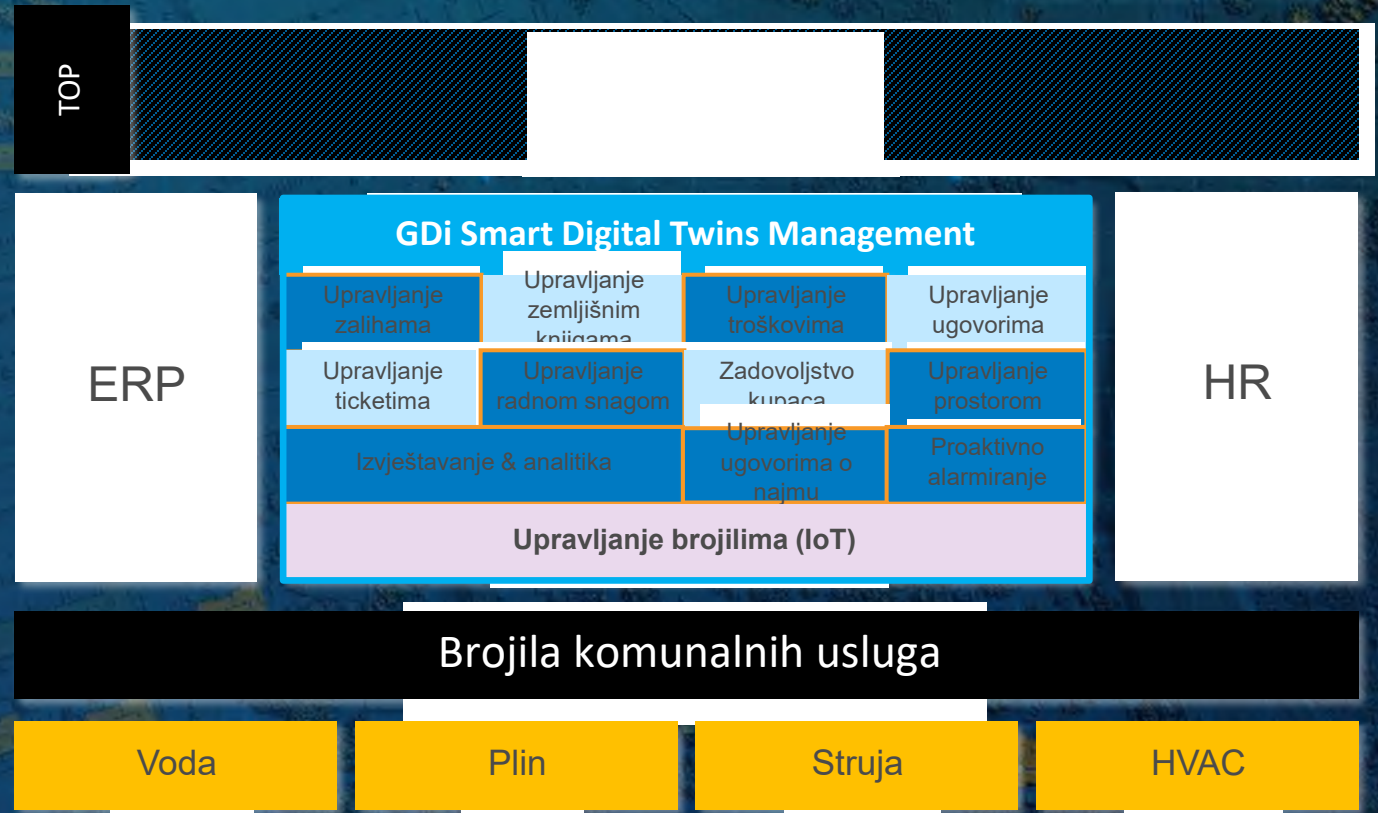 TOP
GDi Smart Digital Twins Management
Upravljanje
zalihama
Upravljanje
zemljišnim
knjigama
Upravljanje
troškovima
Upravljanje
ugovorima
ERP
HR
Upravljanje
ticketima
Upravljanje
radnom snagom
Zadovoljstvo
kupaca
Upravljanje
prostorom
Izvještavanje & analitika
Upravljanje
ugovorima o
najmu
Proaktivno
alarmiranje
Upravljanje brojilima (IoT)
Brojila komunalnih usluga
Voda
Plin
Struja
HVAC